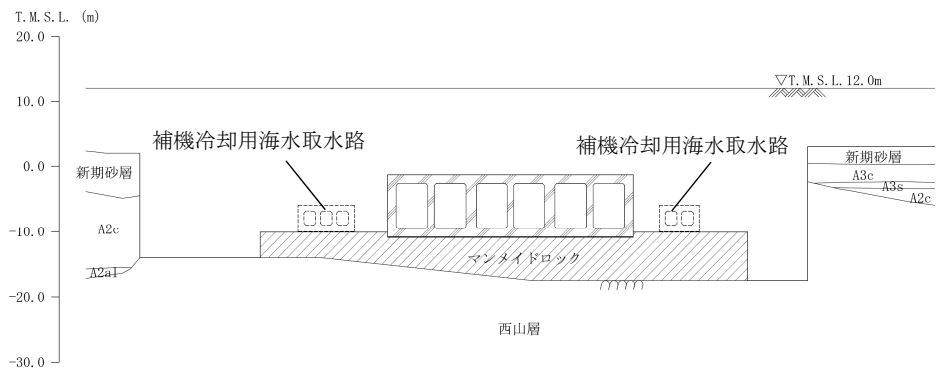 T.M.S.L. (m)
20.0
▽T.M.S.L.12.0m
10.0
補機冷却用海水取水路
補機冷却用海水取水路
0.0
新期砂層
新期砂層
A3c
A3s
A2c
A2c
-10.0
マンメイドロック
A2a1
-20.0
西山層
-30.0